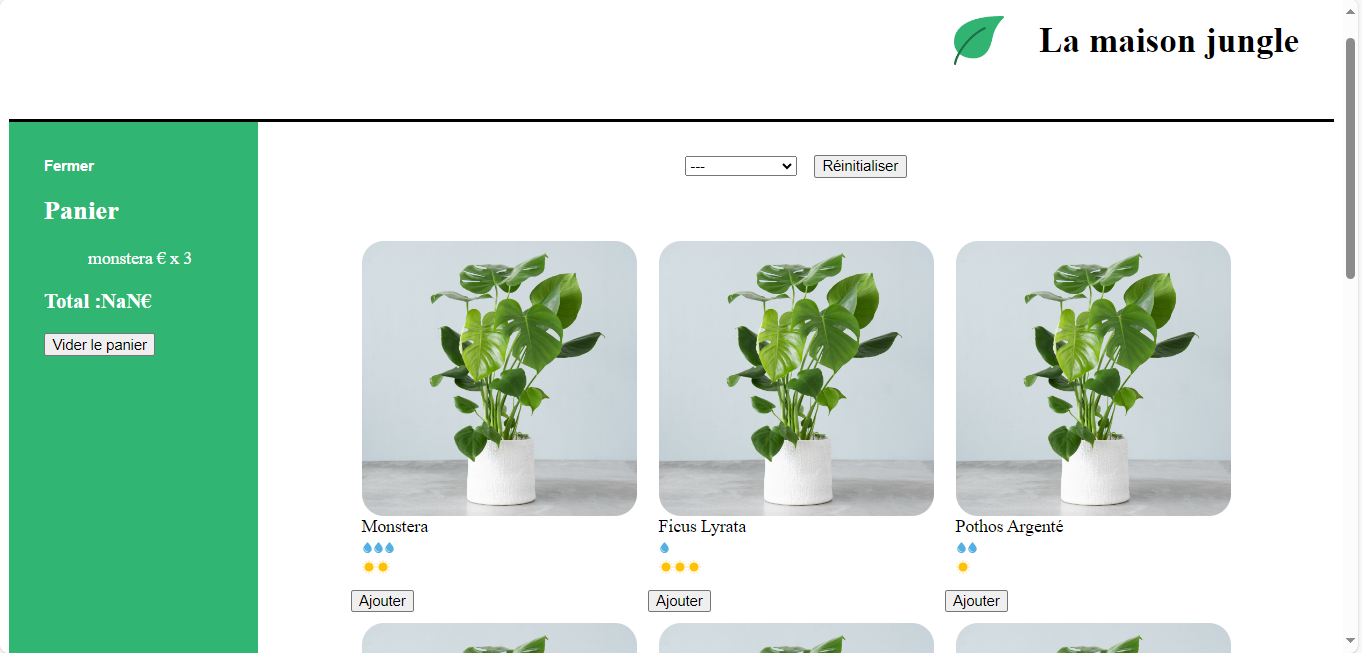 La maison jungle
Fermer
Panier
monstera € x 3
Total :NaN€
Vider le panier
---
Réinitialiser
Monstera
Ajouter
Ficus Lyrata
Ajouter
Pothos Argenté
Ajouter